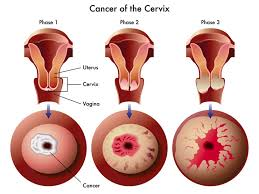 Cancer of the Cervix
Phase 1
Phase 2
Phase 3
Uterus
Cervix
Vagina
Cancer